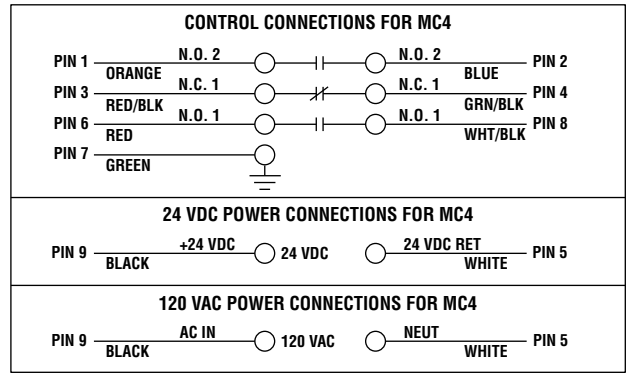 CONTROL CONNECTIONS FOR MC4
PIN 1 N.O. 2 N.O. 2 PIN 2
ORANGE BLUE
PIN 3 N.C. 1 N.C. 1 PIN 4
RED/BLK GRN/BLK
PIN 6 N.O. 1 N.O. 1 PIN 8
RED WHT/BLK
PIN 7
GREEN
24 VDC POWER CONNECTIONS FOR MC4
PIN 9 +24 VDC 24 VDC 24 VDC RET PIN 5
BLACK WHITE
120 VAC POWER CONNECTIONS FOR MC4
PIN 9 AC IN 120 VAC NEUT PIN 5
BLACK WHITE